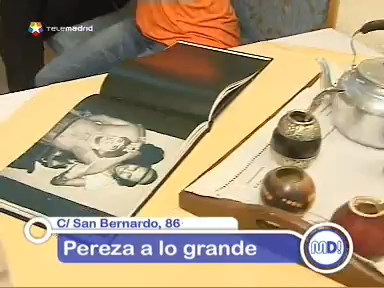 TELEMADRID
C/ San Bernardo, 86
Pereza a lo grande
MD!